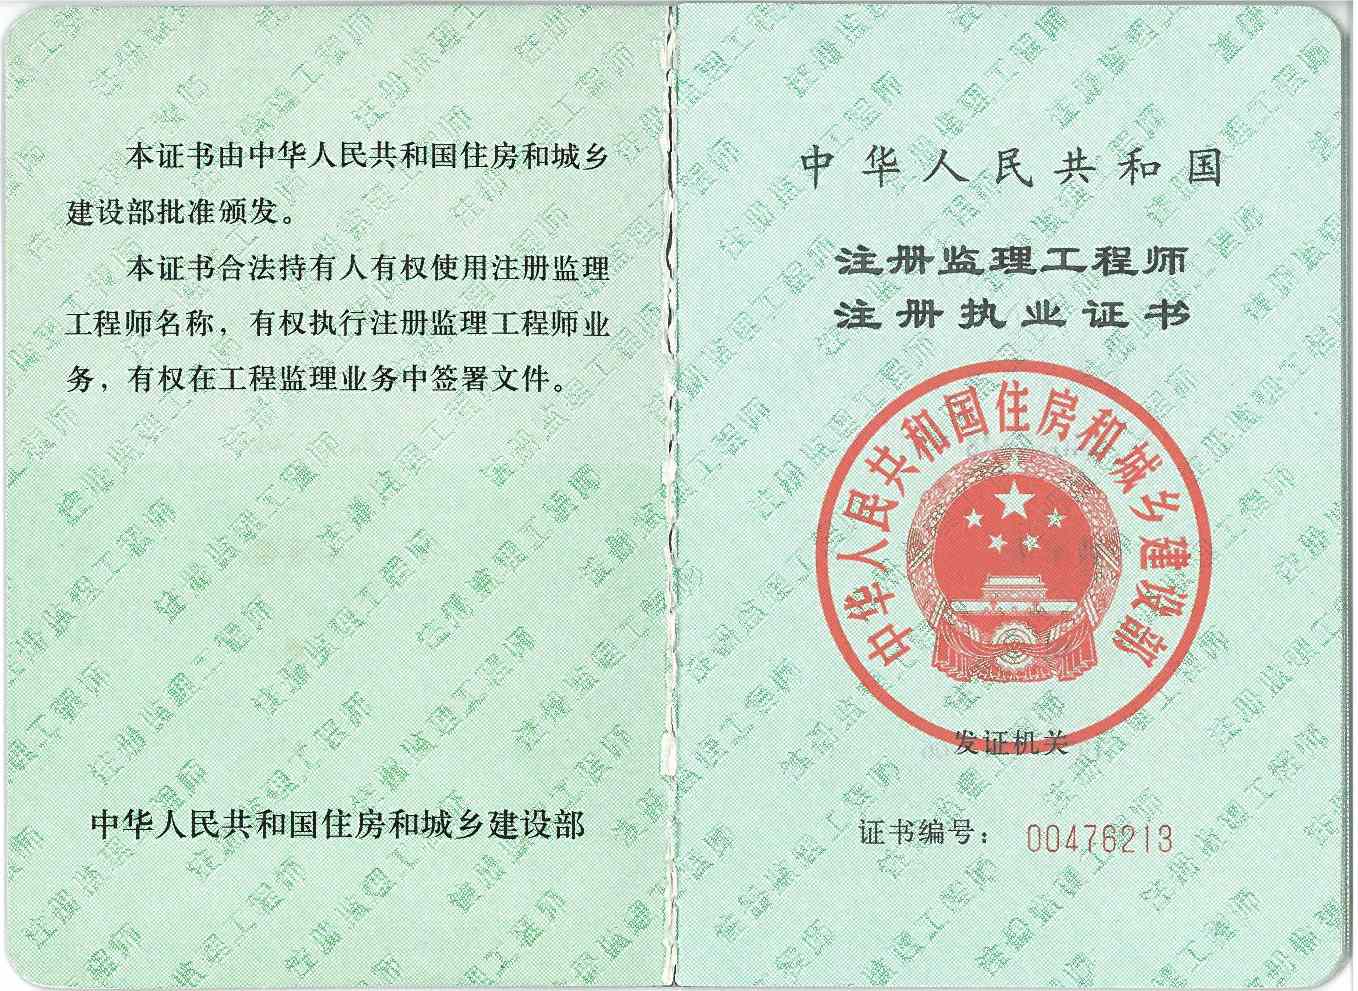 本证书由中华人民共和国住房和城乡
建设部批准颁发。
本证书合法持有人有权使用注册监理
工程师名称，有权执行注册监理工程师业
务，有权在工程监理业务中签署文件。
中华人民共和国住房和城乡建设部
中华人民共和国
注册监理工程师
注册执业证书
中华人民共和国住房和城乡建设部
发证机关
证书编号：00476213